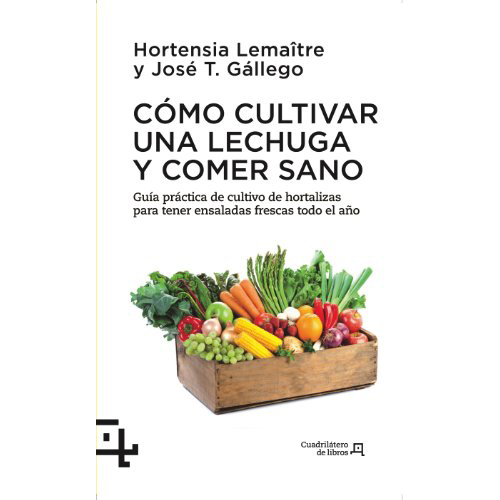 Hortensia Lemaître
y José T. Gállego
CÓMO CULTIVAR
UNA LECHUGA
Y COMER SANO
Guía práctica de cultivo de hortalizas
para tener ensaladas frescas todo el año
Cuadrilátero
de libros